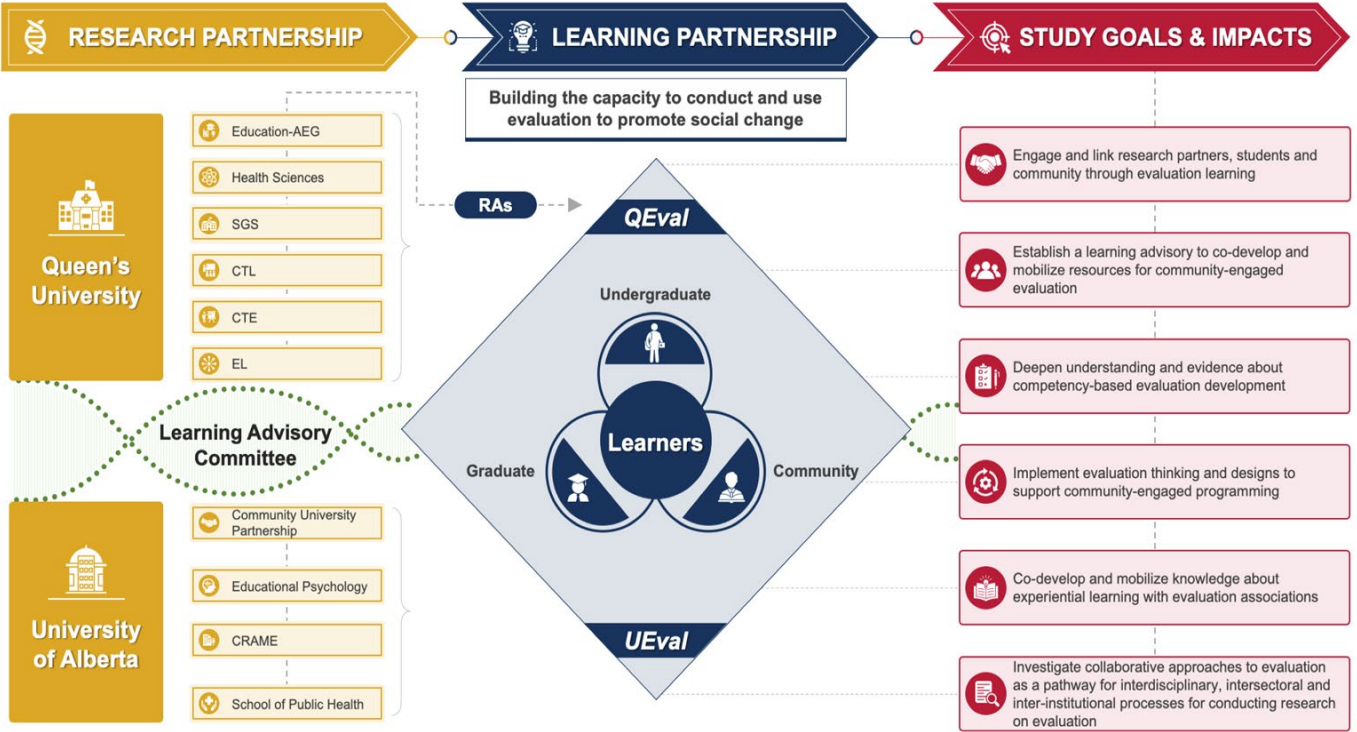 RESEARCH PARTNERSHIP
LEARNING PARTNERSHIP
STUDY GOALS & IMPACTS
Building the capacity to conduct and use
evaluation to promote social change
Queen's
University
Education-AEG
Health Sciences
SGS
CTL
CTE
EL
RAs
Learning Advisory
Committee
University
of Alberta
Community University
Partnership
Educational Psychology
CRAME
School of Public Health
QEval
Undergraduate
Learners
Graduate
Community
UEval
Engage and link research partners, students and
community through evaluation learning
Establish a learning advisory to co-develop and
mobilize resources for community-engaged
evaluation
Deepen understanding and evidence about
competency-based evaluation development
Implement evaluation thinking and designs to
support community-engaged programming
Co-develop and mobilize knowledge about
experiential learning with evaluation associations
Investigate collaborative approaches to evaluation
as a pathway for interdisciplinary, intersectoral and
inter-institutional processes for conducting research
on evaluation